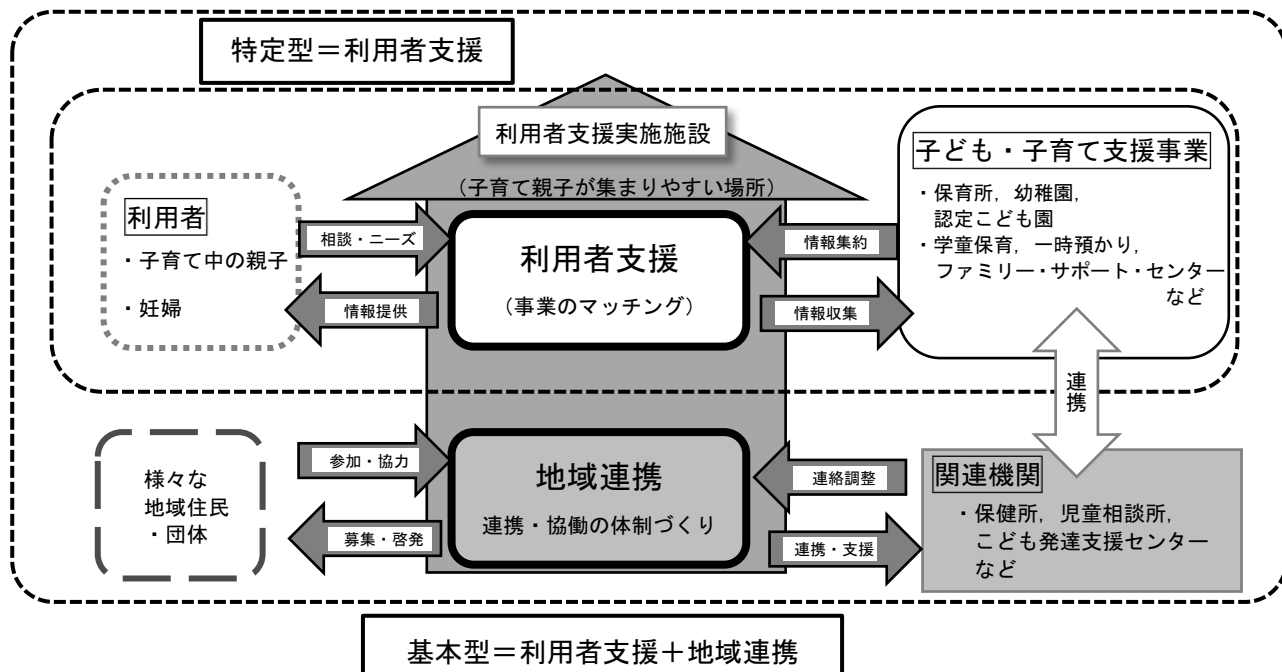 特定型＝利用者支援
利用者支援実施施設
(子育て親子が集まりやすい場所)
利用者
・子育て中の親子
・妊婦
相談・ニーズ
情報提供
利用者支援
(事業のマッチング)
情報集約
情報収集
子ども・子育て支援事業
・保育所，幼稚園，
認定こども園
・学童保育，一時預かり，
ファミリー・サポート・センター
など
連携
様々な
地域住民
・団体
参加・協力
募集・啓発
地域連携
連携・協働の体制づくり
連絡調整
連携・支援
関連機関
・保健所，児童相談所，
こども発達支援センター
など
基本型＝利用者支援＋地域連携